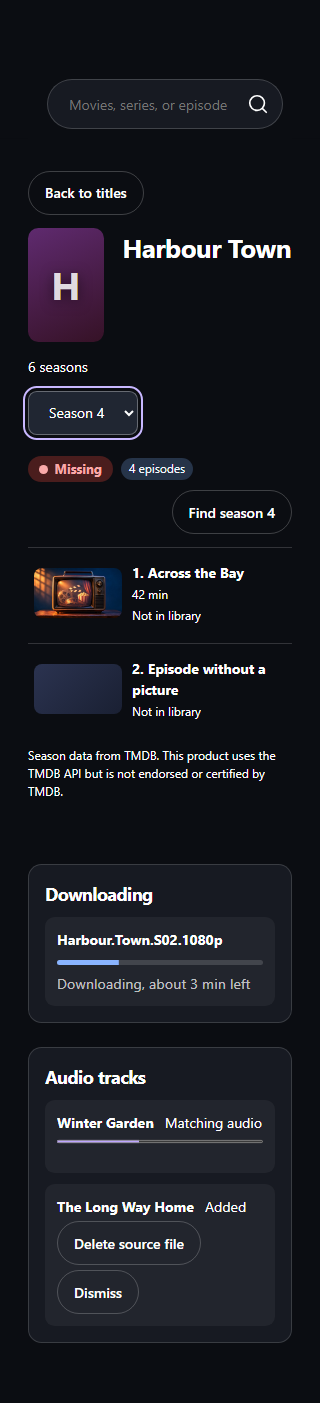 Movies, series, or episode
Back to titles
H
Harbour Town
6 seasons
Season 4
Missing
4 episodes
Find season 4
1. Across the Bay
42 min
Not in library
2. Episode without a
picture
Not in library
Season data from TMDB. This product uses the
TMDB API but is not endorsed or certified by
TMDB.
Downloading
Harbour.Town.S02.1080p
Downloading, about 3 min left
Audio tracks
Winter Garden Matching audio
The Long Way Home Added
Delete source file
Dismiss